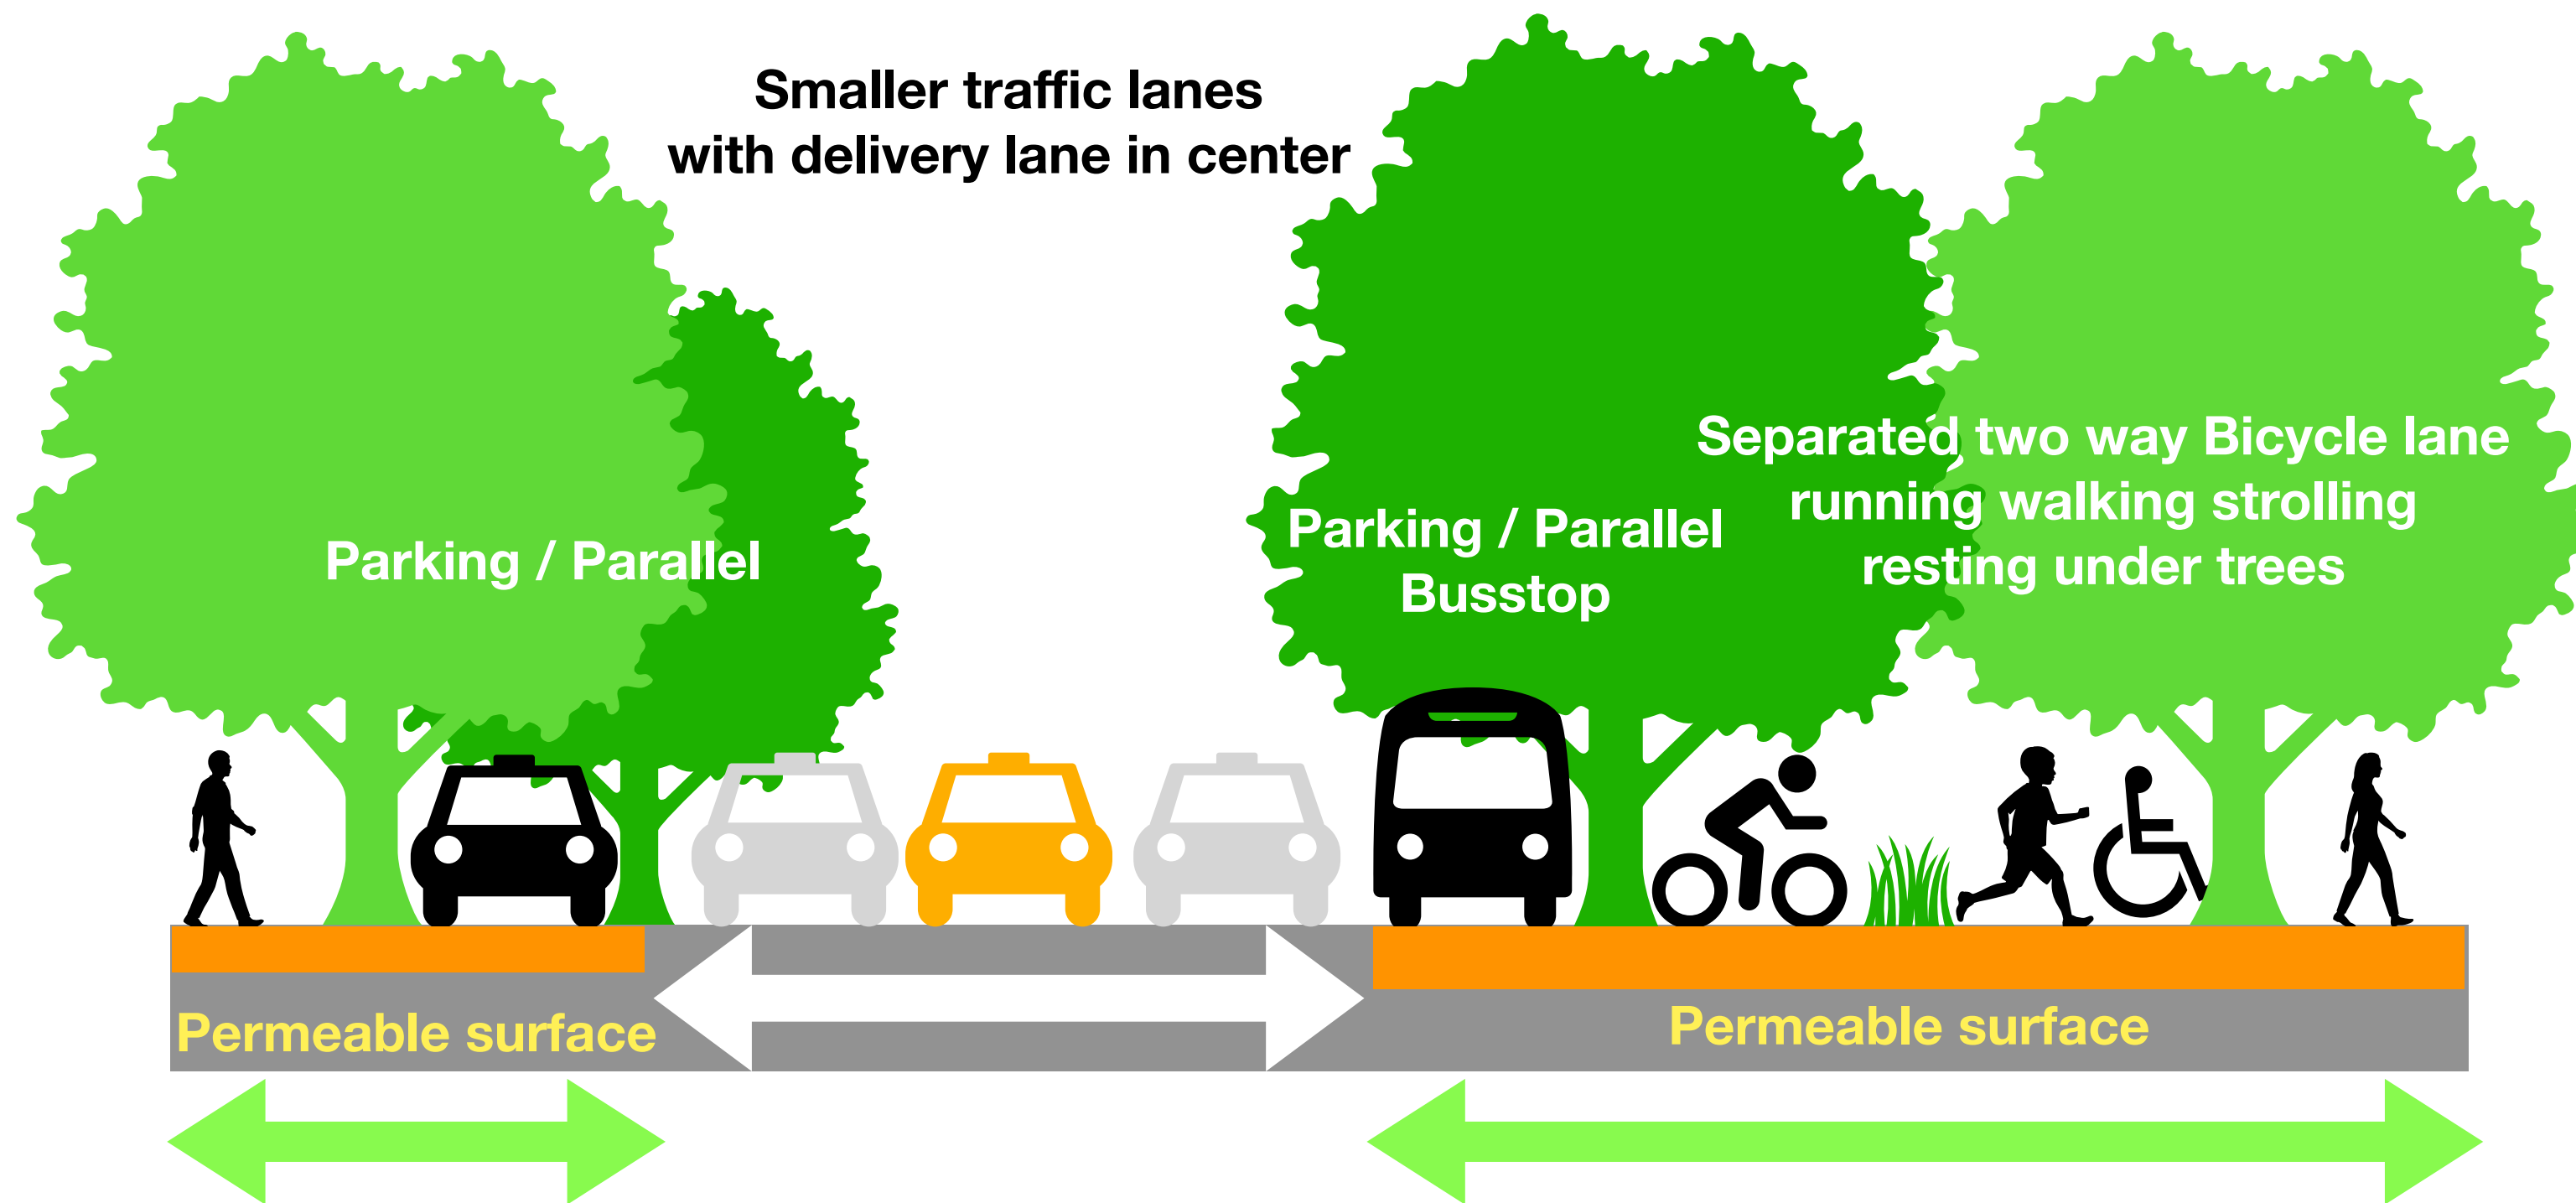 Smaller traffic lanes
with delivery lane in center
Parking / Parallel
Parking / Parallel
Busstop
Separated two way Bicycle lane
running walking strolling
resting under trees
Permeable surface
Permeable surface